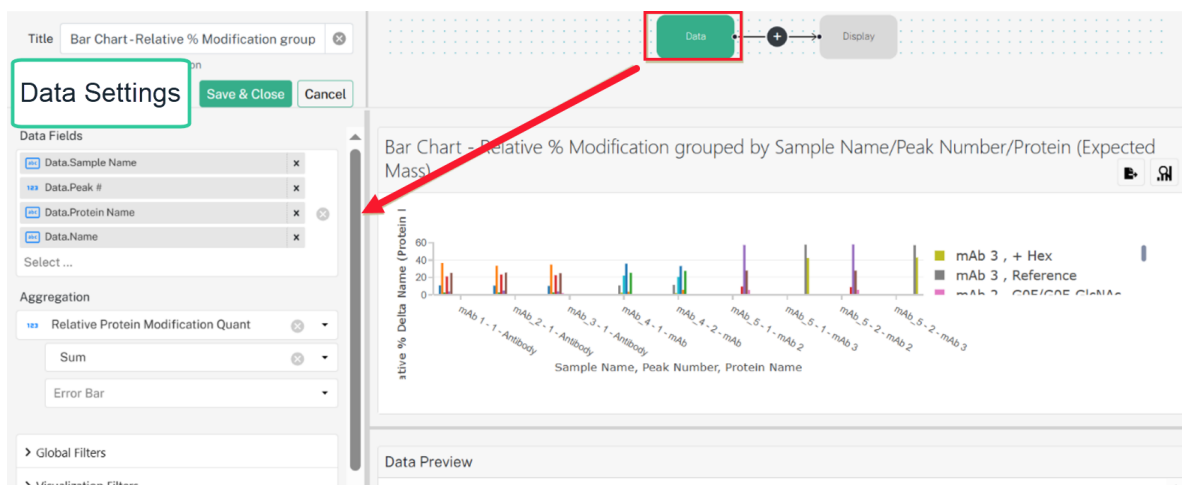 Title
Bar Chart - Relative % Modification group
Data
Display
Data Settings
Save & Close
Cancel
Data Fields
Data.Sample Name
x
Data.Peak #
x
Data.Protein Name
x
Data.Name
x
Select ...
Aggregation
Relative Protein Modification Quant
Sum
Error Bar
Global Filters
Bar Chart - Relative % Modification grouped by Sample Name/Peak Number/Protein (Expected
Mass)
60
40
20
0
mAb 1 - 1 - Antibody
mAb_2 - 1 - Antibody
mAb_3 - 1 - Antibody
mAb_4 - 1 - mAb
mAb_4 - 2 - mAb
mAb_5 - 1 - mAb 2
mAb_5 - 1 - mAb 3
mAb_5 - 2 - mAb 2
mAb_5 - 2 - mAb 3
Sample Name, Peak Number, Protein Name
% Delta Name (Protein
mAb 3 , + Hex
mAb 3 , Reference
Data Preview